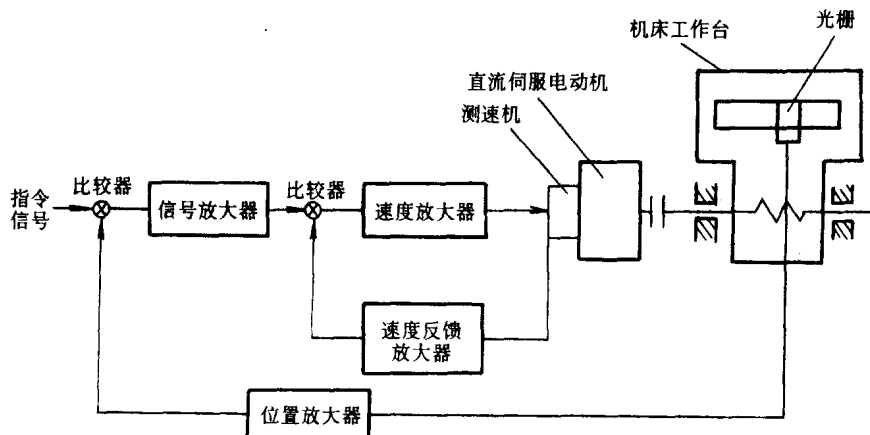 光栅
机床工作台
直流伺服电动机
测速机
指令
信号
比较器
信号放大器
比较器
速度放大器
速度反馈
放大器
位置放大器